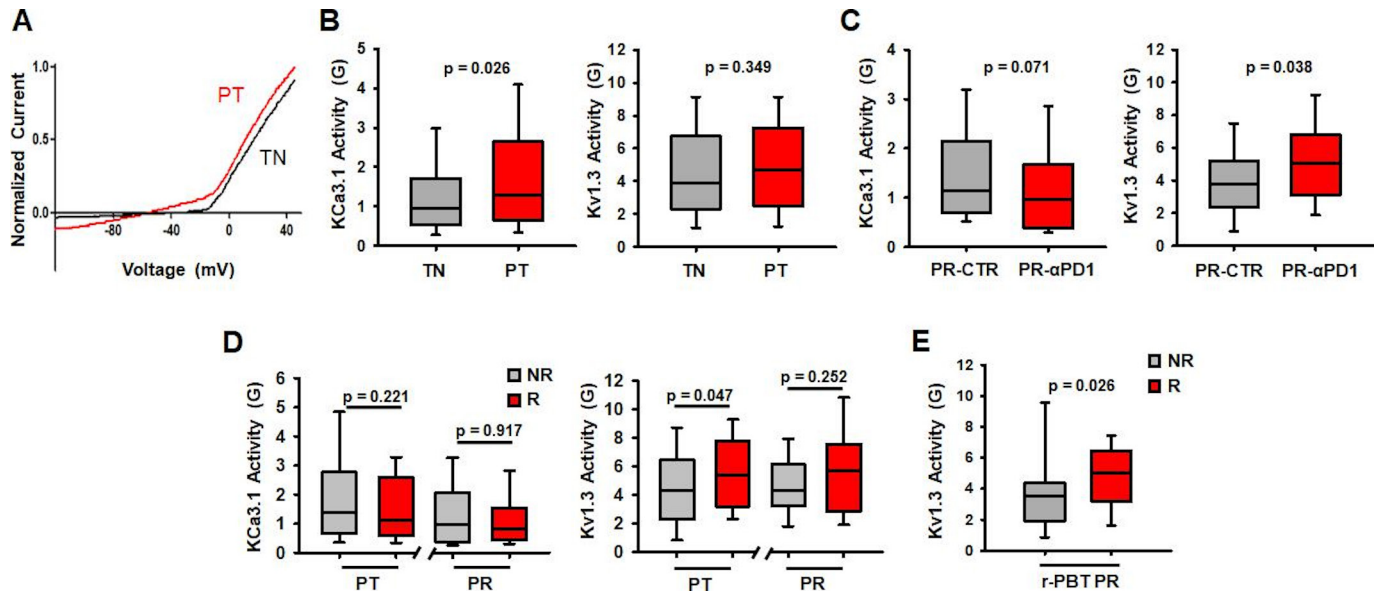 A
Normalized Current
1.0
0.5
0.0
PT
TN
-80
-40
0
40
Voltage (mV)
B
KCa3.1 Activity (G)
5
4
3
2
1
0
p = 0.026
TN
PT
Kv1.3 Activity (G)
12
10
8
6
4
2
0
p = 0.349
TN
PT
C
KCa3.1 Activity (G)
4
3
2
1
0
p = 0.071
PR-CTR
PR-αPD1
Kv1.3 Activity (G)
12
10
8
6
4
2
0
p = 0.038
PR-CTR
PR-αPD1
D
KCa3.1 Activity (G)
6
5
4
3
2
1
0
p = 0.221
p = 0.917
NR
R
PT
PR
Kv1.3 Activity (G)
12
10
8
6
4
2
0
p = 0.047
p = 0.252
PT
PR
E
Kv1.3 Activity (G)
12
10
8
6
4
2
0
NR
R
p = 0.026
r-PBT PR